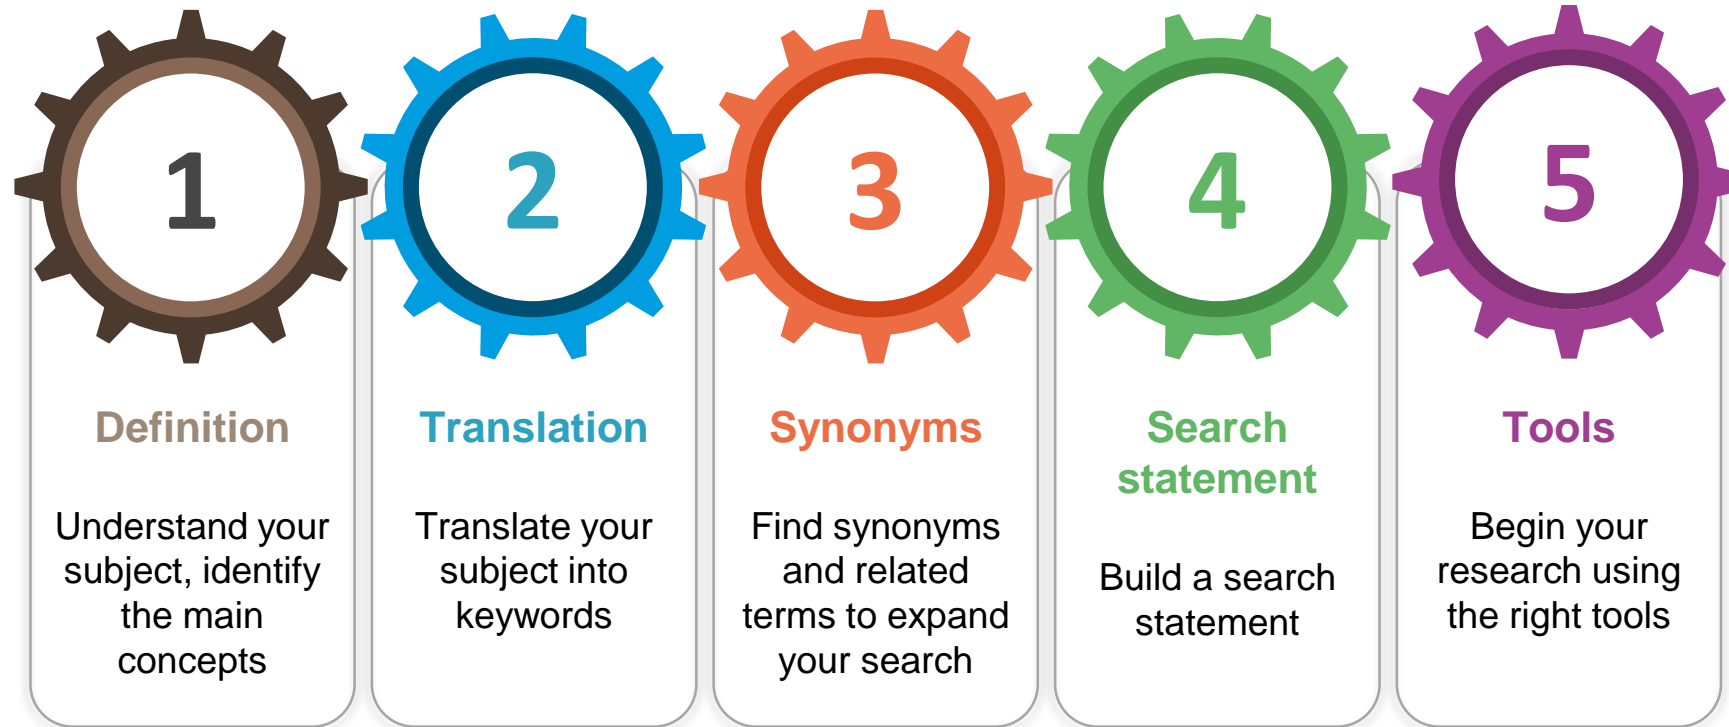 1
Definition
Understand your
subject, identify
the main
concepts
2
Translation
Translate your
subject into
keywords
3
Synonyms
Find synonyms
and related
terms to expand
your search
4
Search
statement
Build a search
statement
5
Tools
Begin your
research using
the right tools